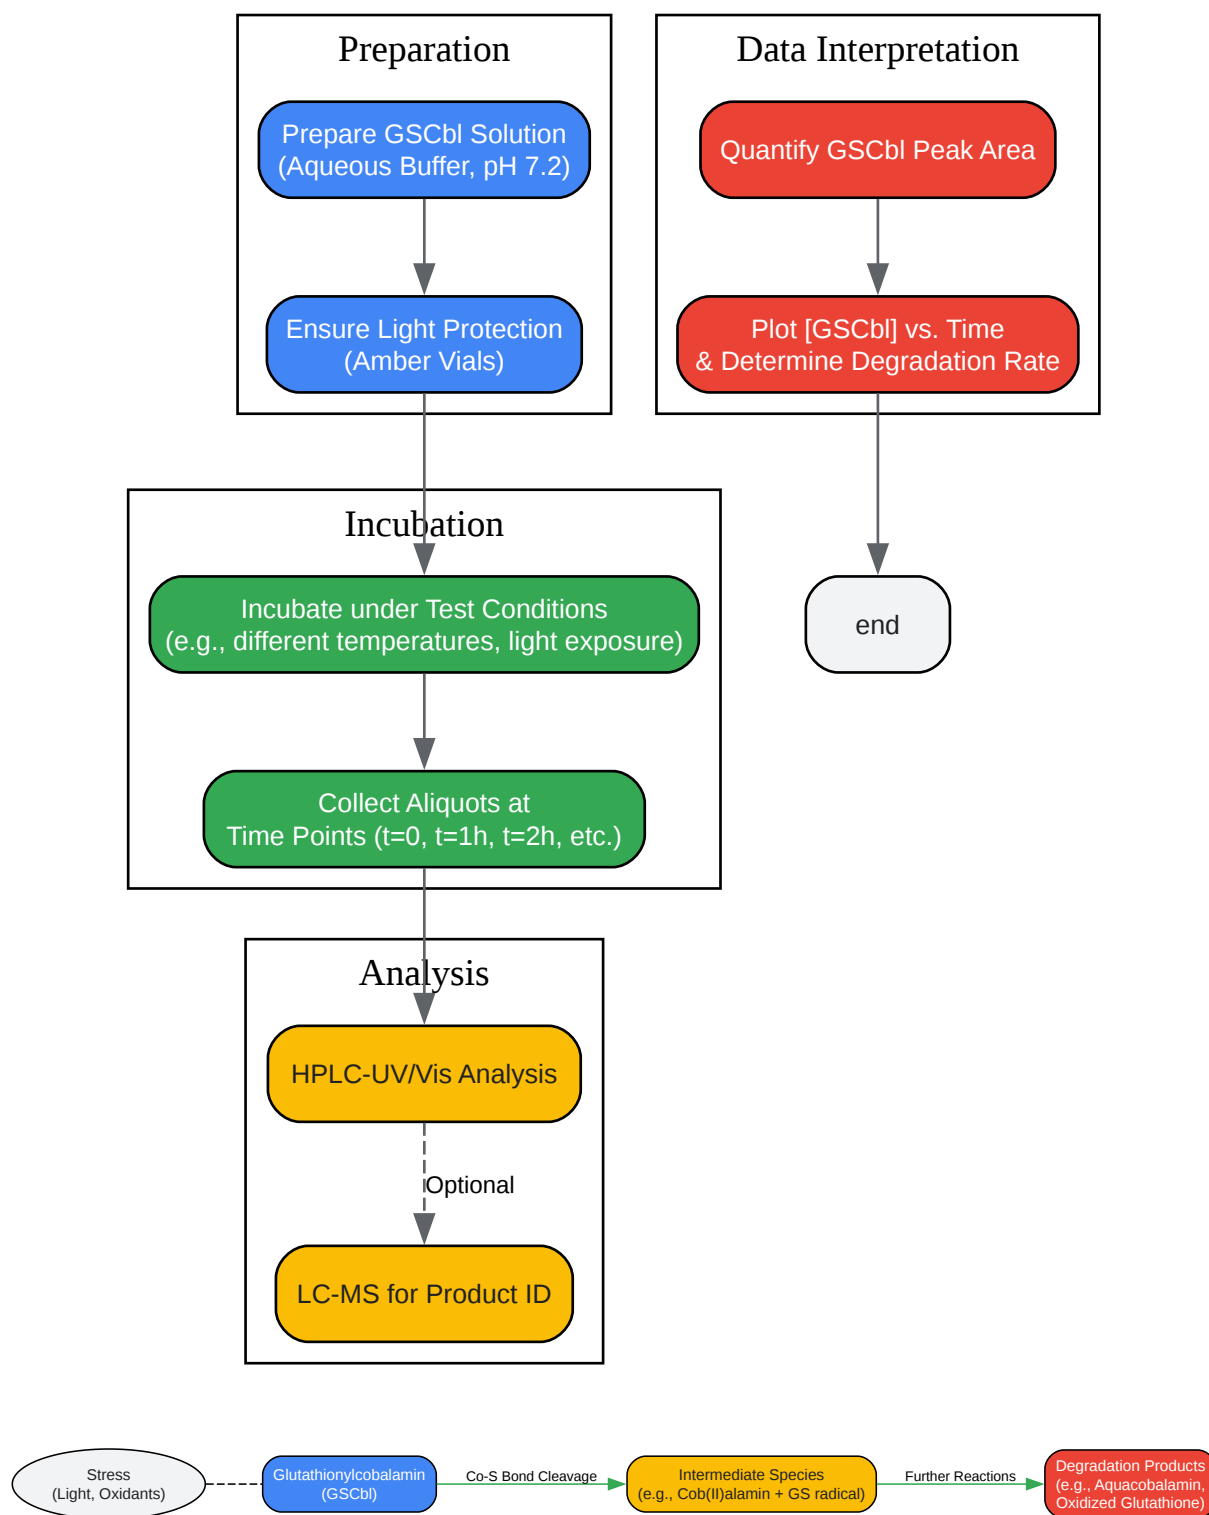 Preparation
Prepare GSCbl Solution
(Aqueous Buffer, pH 7.2)
Ensure Light Protection
(Amber Vials)
Data Interpretation
Quantify GSCbl Peak Area
Plot [GSCbl] vs. Time
& Determine Degradation Rate
end
Incubation
Incubate under Test Conditions
(e.g., different temperatures, light exposure)
Collect Aliquots at
Time Points (t=0, t=1h, t=2h, etc.)
Analysis
HPLC-UV/Vis Analysis
Optional
LC-MS for Product ID
Stress
(Light, Oxidants)
Glutathionylcobalamin
(GSCbl)
Co-S Bond Cleavage
Intermediate Species
(e.g., Cob(II)alamin + GS radical)
Further Reactions
Degradation Products
(e.g., Aquacobalamin,
Oxidized Glutathione)